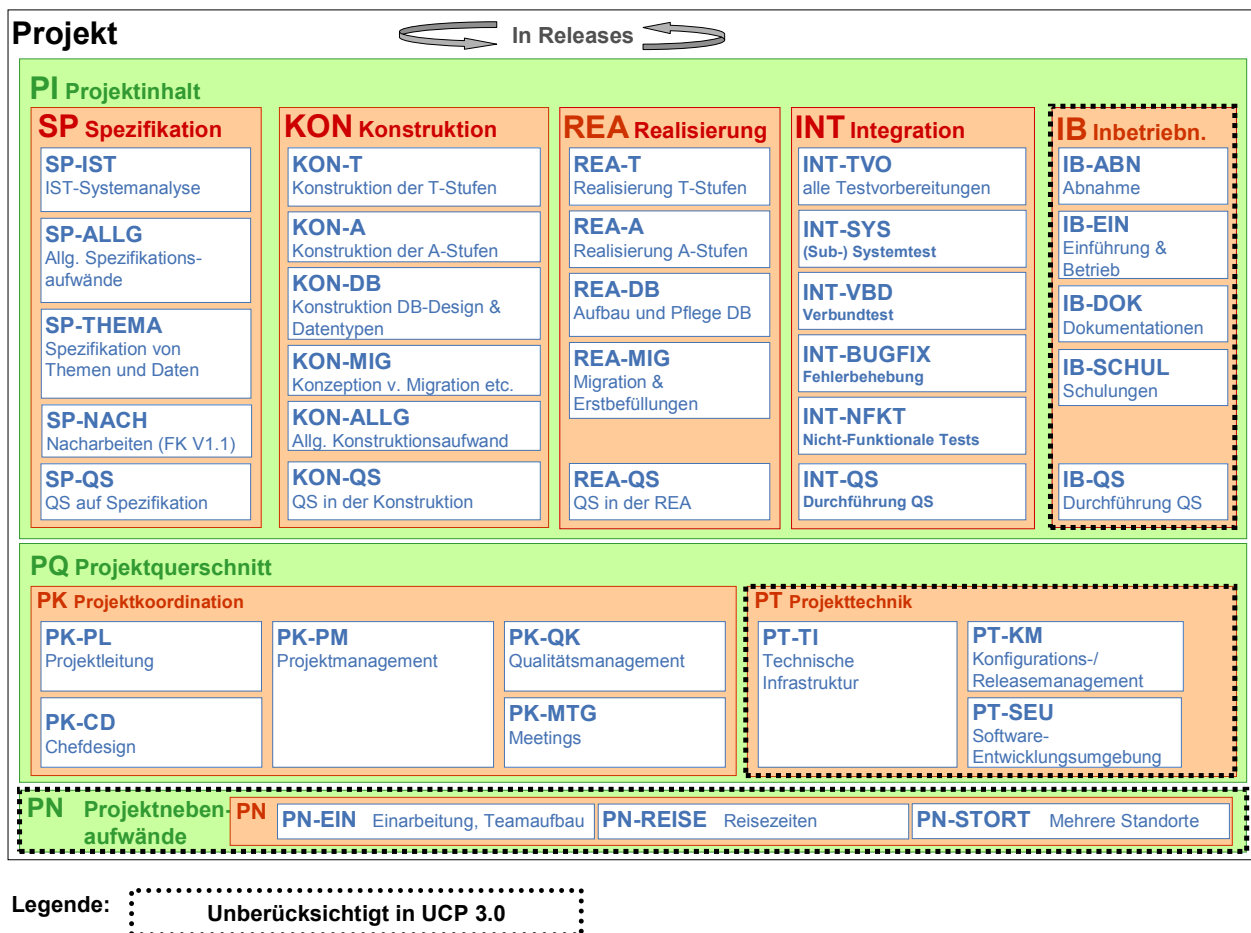 Projekt
In Releases
PI Projektinhalt
SP Spezifikation
SP-IST
IST-Systemanalyse
SP-ALLG
Allg. Spezifikations-
aufwände
SP-THEMA
Spezifikation von
Themen und Daten
SP-NACH
Nacharbeiten (FK V1.1)
SP-QS
QS auf Spezifikation
KON Konstruktion
KON-T
Konstruktion der T-Stufen
KON-A
Konstruktion der A-Stufen
KON-DB
Konstruktion DB-Design &
Datentypen
KON-MIG
Konzeption v. Migration etc.
KON-ALLG
Allg. Konstruktionsaufwand
KON-QS
QS in der Konstruktion
REA Realisierung
REA-T
Realisierung T-Stufen
REA-A
Realisierung A-Stufen
REA-DB
Aufbau und Pflege DB
REA-MIG
Migration &
Erstbefüllungen
REA-QS
QS in der REA
INT Integration
INT-TVO
alle Testvorbereitungen
INT-SYS
(Sub-) Systemtest
INT-VBD
Verbundtest
INT-BUGFIX
Fehlerbehebung
INT-NFKT
Nicht-Funktionale Tests
INT-QS
Durchführung QS
IB Inbetriebn.
IB-ABN
Abnahme
IB-EIN
Einführung &
Betrieb
IB-DOK
Dokumentationen
IB-SCHUL
Schulungen
IB-QS
Durchführung QS
PQ Projektquerschnitt
PK Projektkoordination
PK-PL
Projektleitung
PK-CD
Chefdesign
PK-PM
Projektmanagement
PK-QK
Qualitätsmanagement
PK-MTG
Meetings
PT Projekttechnik
PT-TI
Technische
Infrastruktur
PT-KM
Konfigurations-/
Releasemanagement
PT-SEU
Software-
Entwicklungsumgebung
PN Projektneben-
aufwände
PN
PN-EIN Einarbeitung, Teamaufbau
PN-REISE Reisezeiten
PN-STORT Mehrere Standorte
Legende:
Unberücksichtigt in UCP 3.0